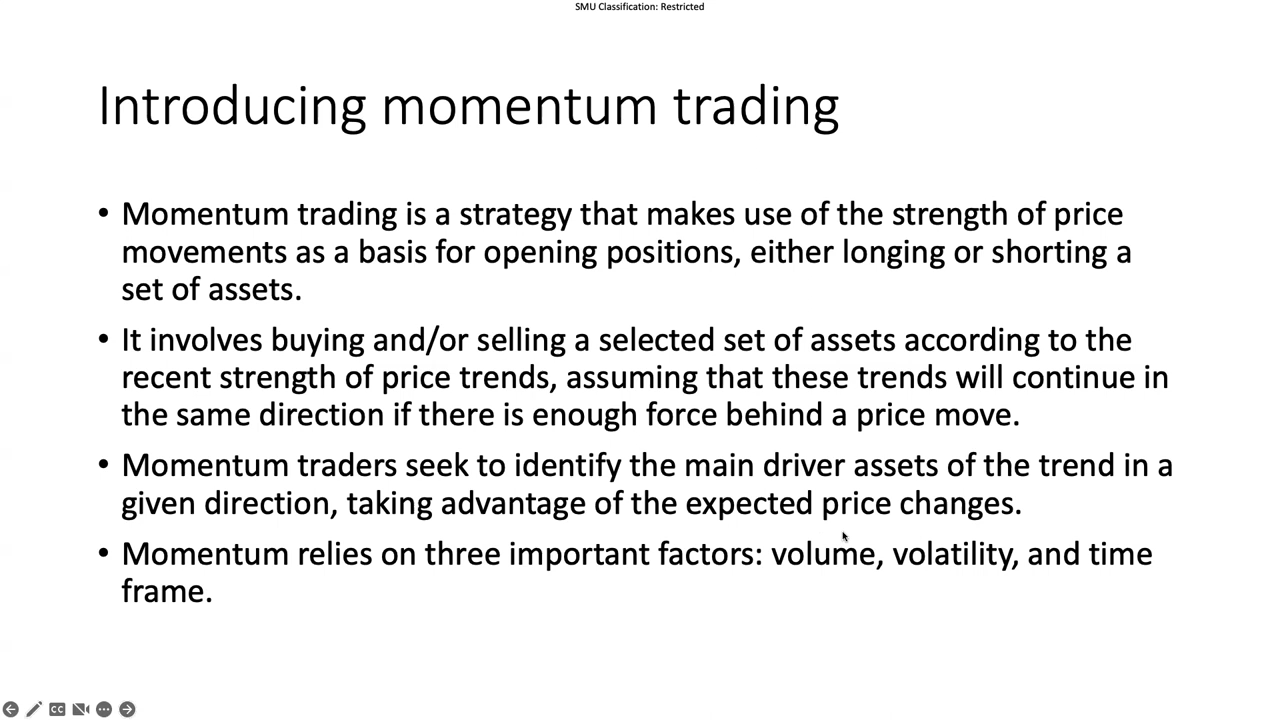 SMU Classification: Restricted
Introducing momentum trading
• Momentum trading is a strategy that makes use of the strength of price
movements as a basis for opening positions, either longing or shorting a
set of assets.
• It involves buying and/or selling a selected set of assets according to the
recent strength of price trends, assuming that these trends will continue in
the same direction if there is enough force behind a price move.
• Momentum traders seek to identify the main driver assets of the trend in a
given direction, taking advantage of the expected price changes.
• Momentum relies on three important factors: volume, volatility, and time
frame.
CC